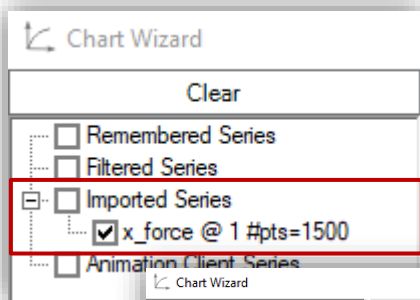 Chart Wizard
Clear
Remembered Series
Filtered Series
Imported Series
x_force @ 1 #pts=1500
Animation Client Series
Chart Wizard